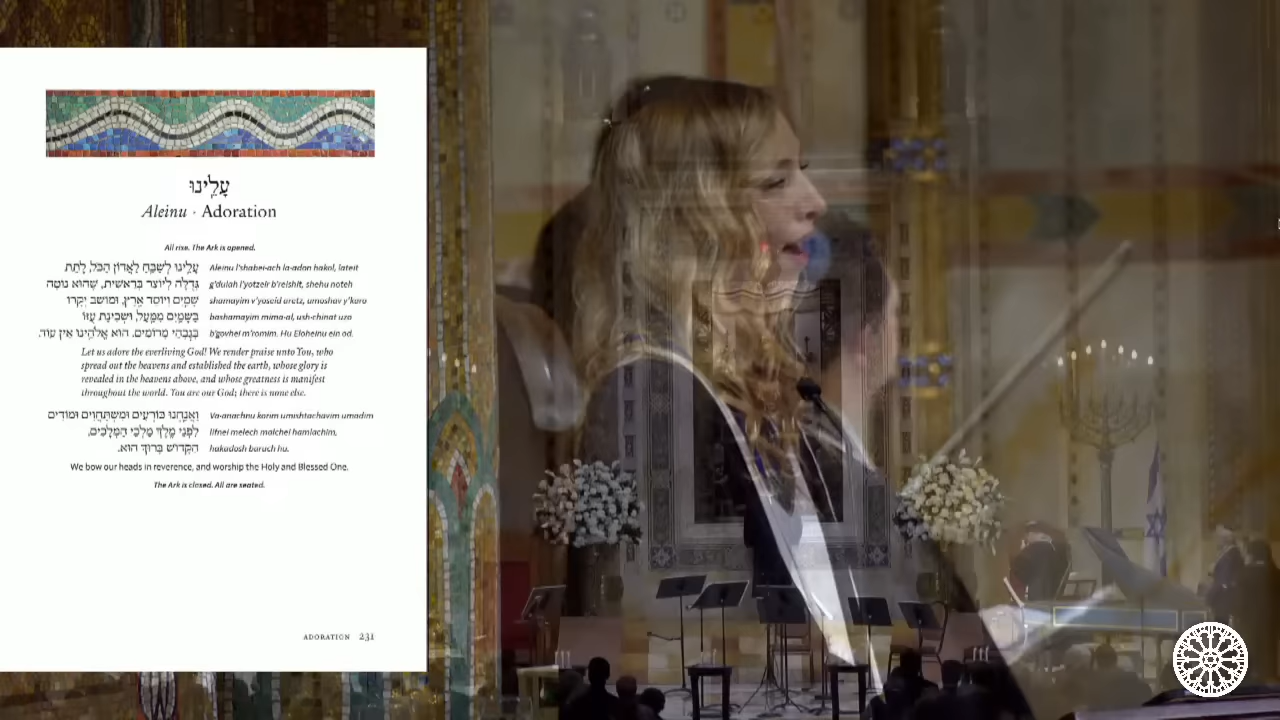 עָלֵינוּ
Aleinu · Adoration
All rise. The Ark is opened.
עָלֵינוּ לְשַׁבֵּחַ לַאֲדוֹן הַכֹּל, לָתֵת
Aleinu l'shabei-ach la-adon hakol, lateit
גְּדֻלָּה לְיוֹצֵר בְּרֵאשִׁית, שֶׁהוּא נוֹטֶה
g'dulah l'yotzeir b'reishit, shehu noteh
שָׁמַיִם וְיוֹסֵד אָרֶץ, וּמוֹשַׁב יְקָרוֹ
shamayim v'yoseid aretz, umoshav y'karo
בַּשָּׁמַיִם מִמַּעַל, וּשְׁכִינַת עֻזּוֹ
bashamayim mima-al, ush-chinat uzo
בְּגָבְהֵי מְרוֹמִים. הוּא אֱלֹהֵינוּ אֵין עוֹד.
b'govhei m'romim. Hu Eloheinu ein od.
Let us adore the everliving God! We render praise unto You, who
spread out the heavens and established the earth, whose glory is
revealed in the heavens above, and whose greatness is manifest
throughout the world. You are our God; there is none else.
וַאֲנַחְנוּ כּוֹרְעִים וּמִשְׁתַּחֲוִים וּמוֹדִים
Va-anachnu korim umishtachavim umodim
לִפְנֵי מֶלֶךְ מַלְכֵי הַמְּלָכִים,
lifnei melech malchei hamlachim,
הַקָּדוֹשׁ בָּרוּךְ הוּא.
hakadosh baruch hu.
We bow our heads in reverence, and worship the Holy and Blessed One.
The Ark is closed. All are seated.
ADORATION 231